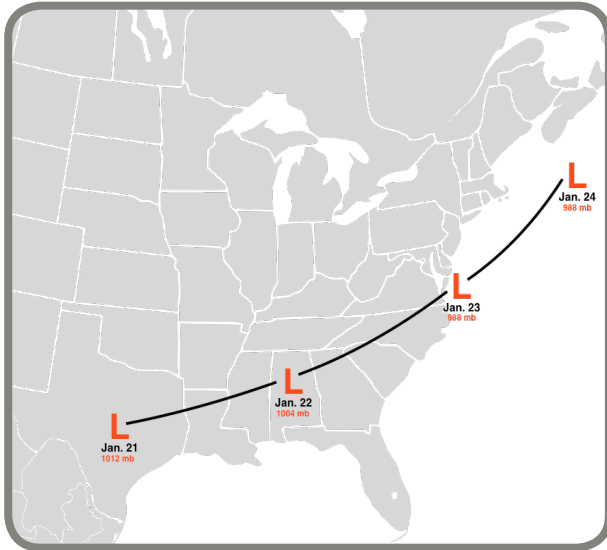 L
Jan. 24
988 mb
L
Jan. 23
988 mb
L
Jan. 22
1004 mb
L
Jan. 21
1012 mb